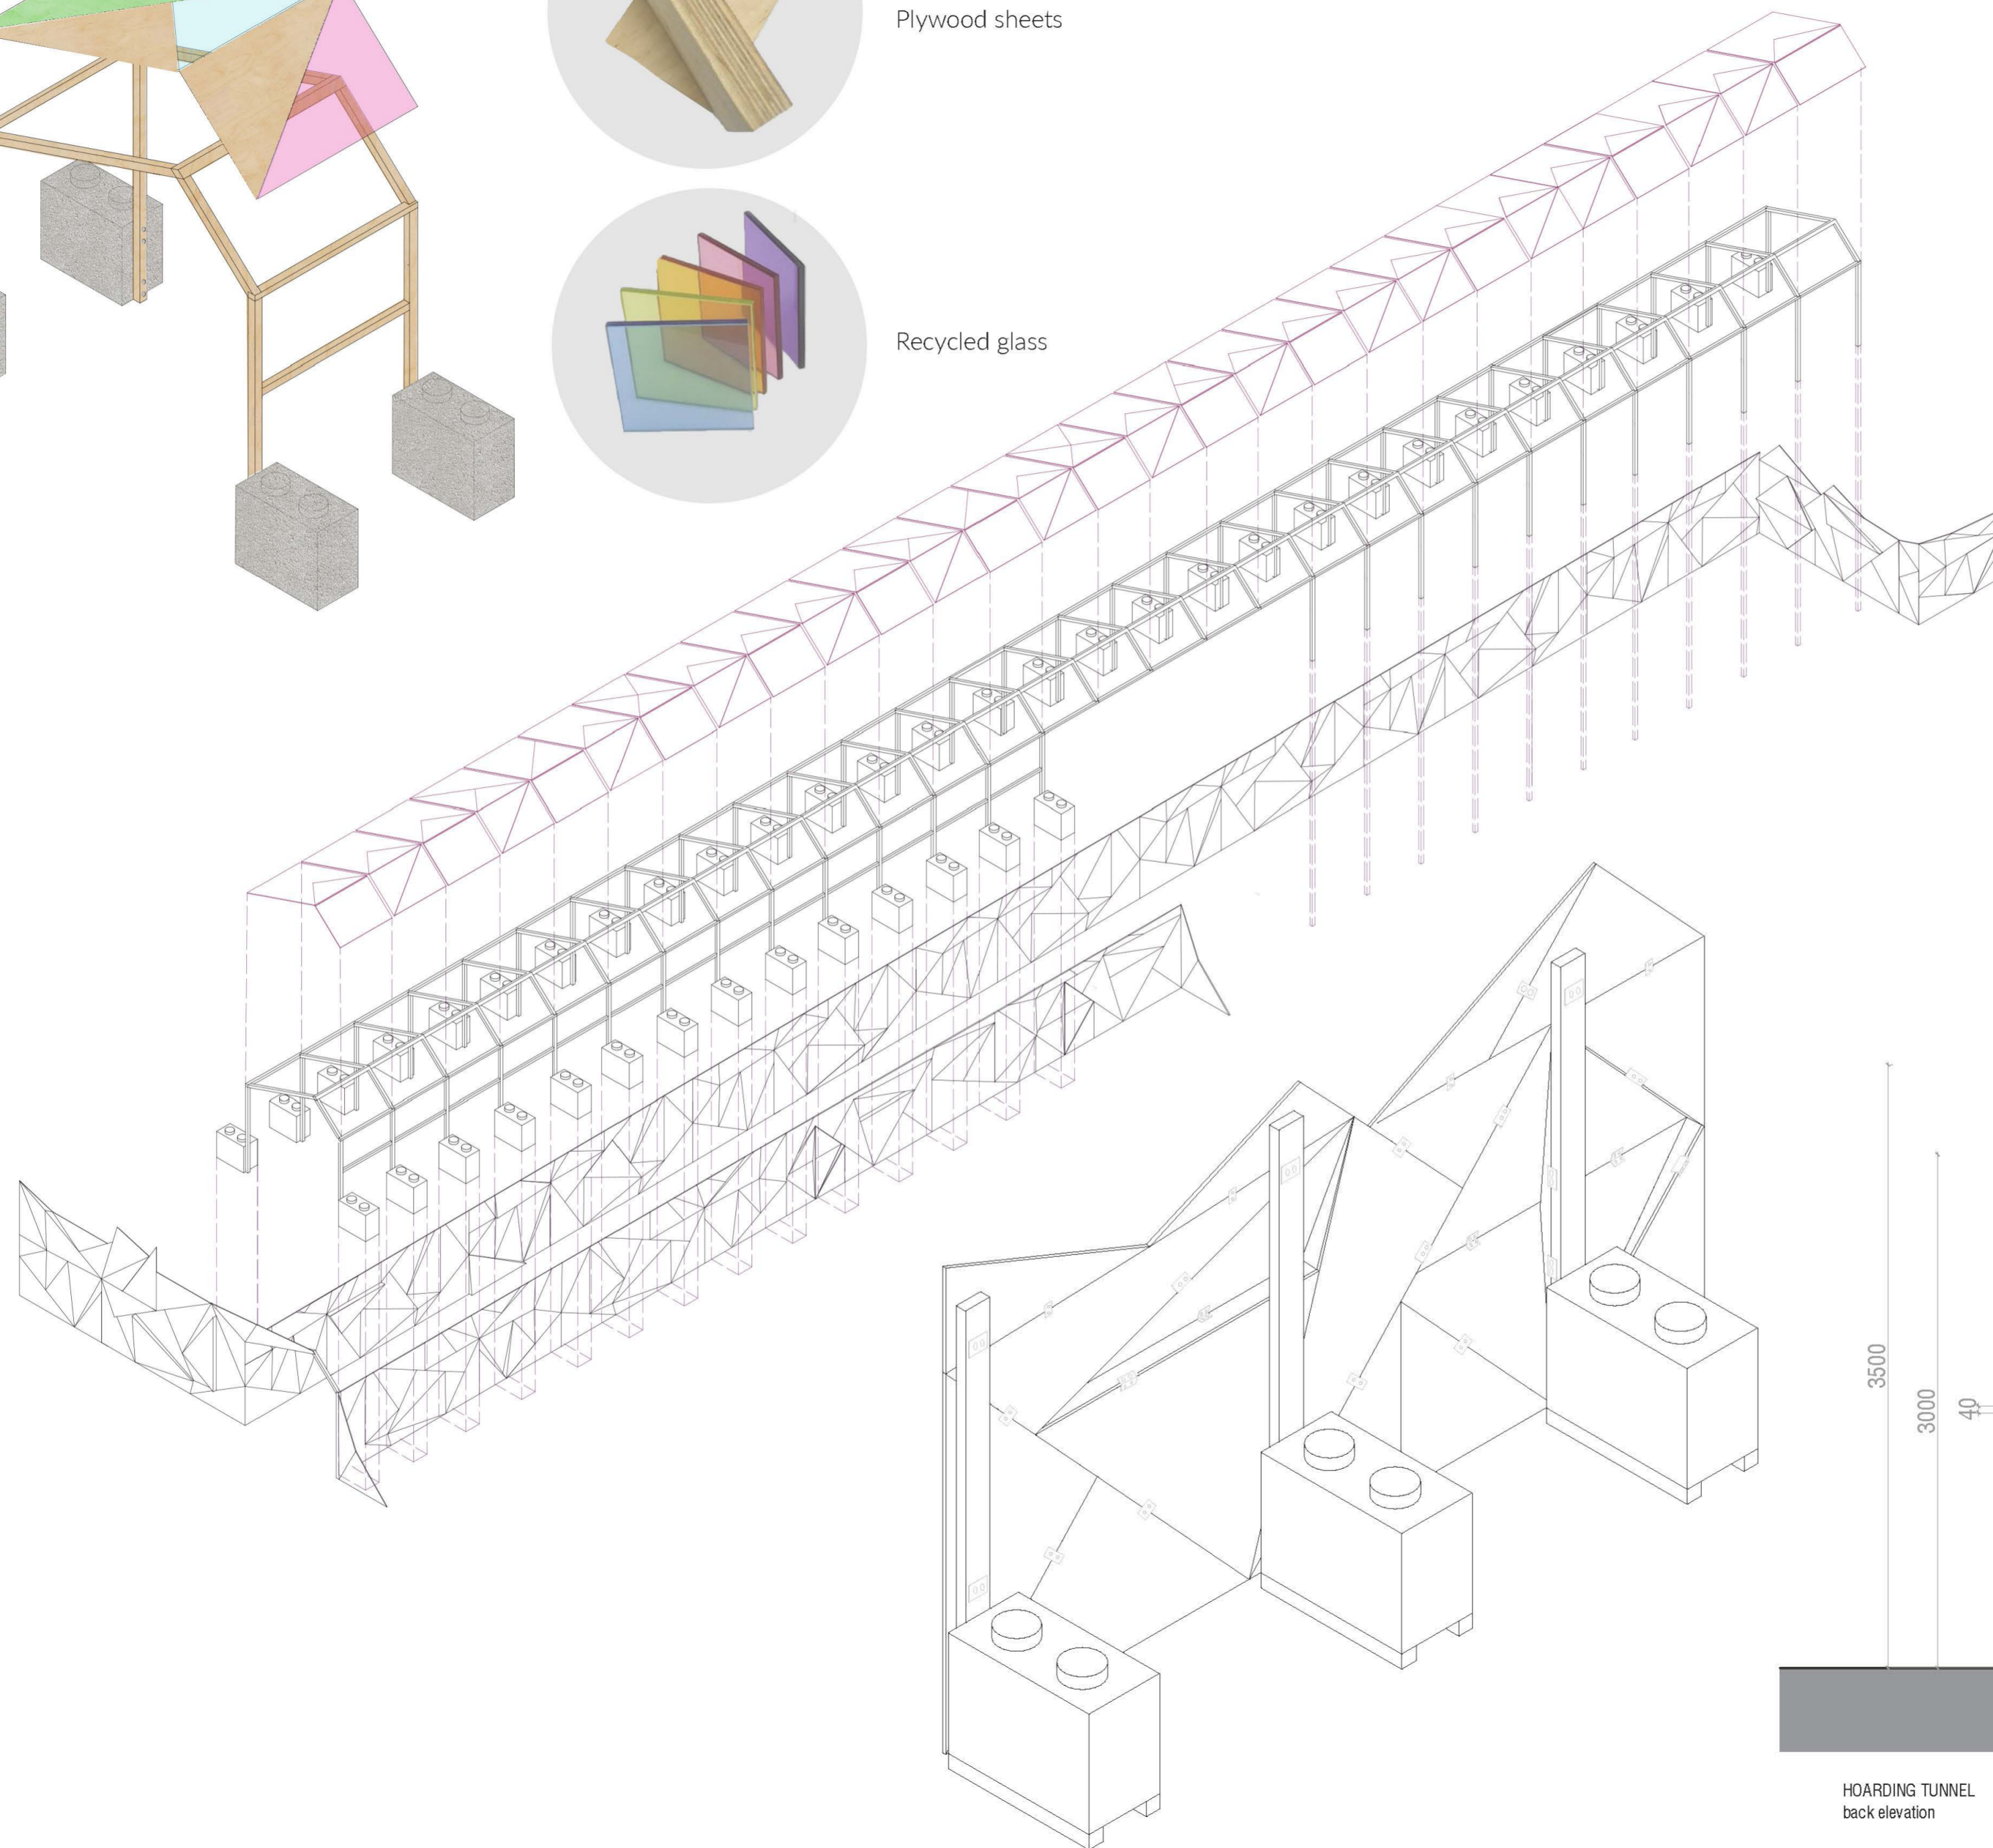 Plywood sheets
Recycled glass
3500
3000
40
HOARDING TUNNEL
back elevation